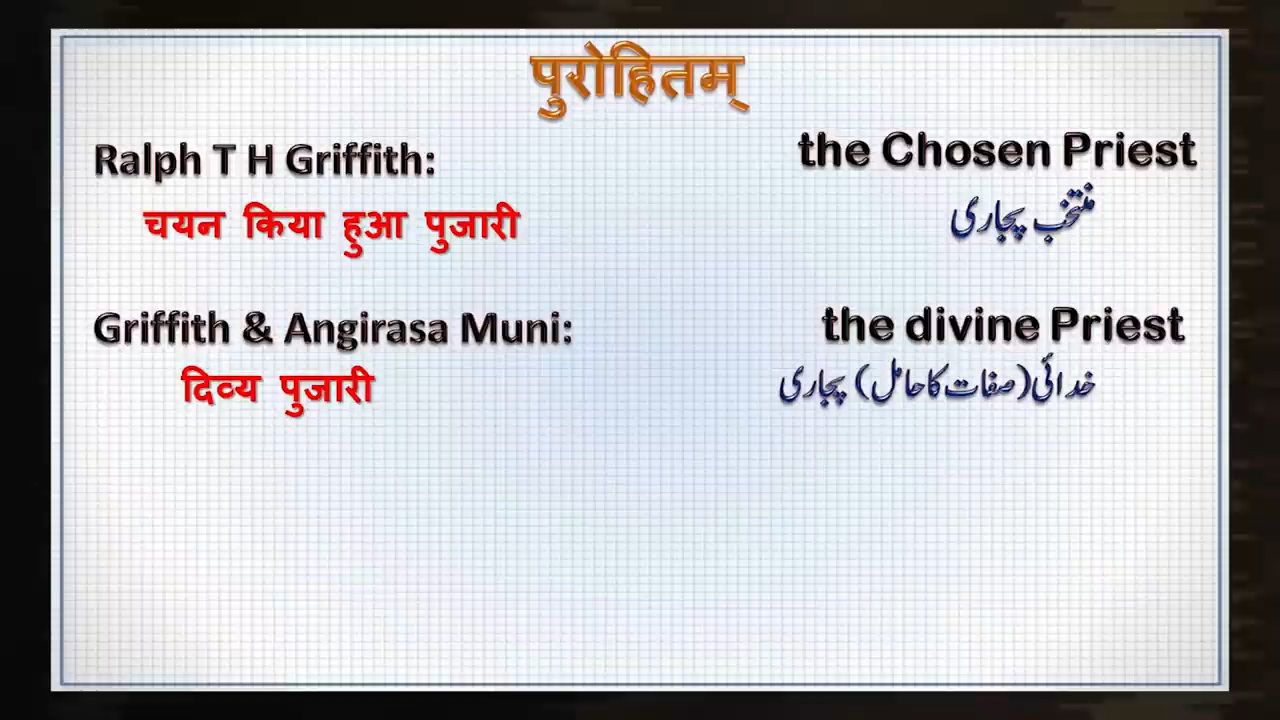 पुरोहितम्
Ralph T H Griffith:
the Chosen Priest
चयन किया हुआ पुजारी
منتخب پجاری
Griffith & Angirasa Muni:
the divine Priest
दिव्य पुजारी
خدائی (صفات کا حامل) پجاری